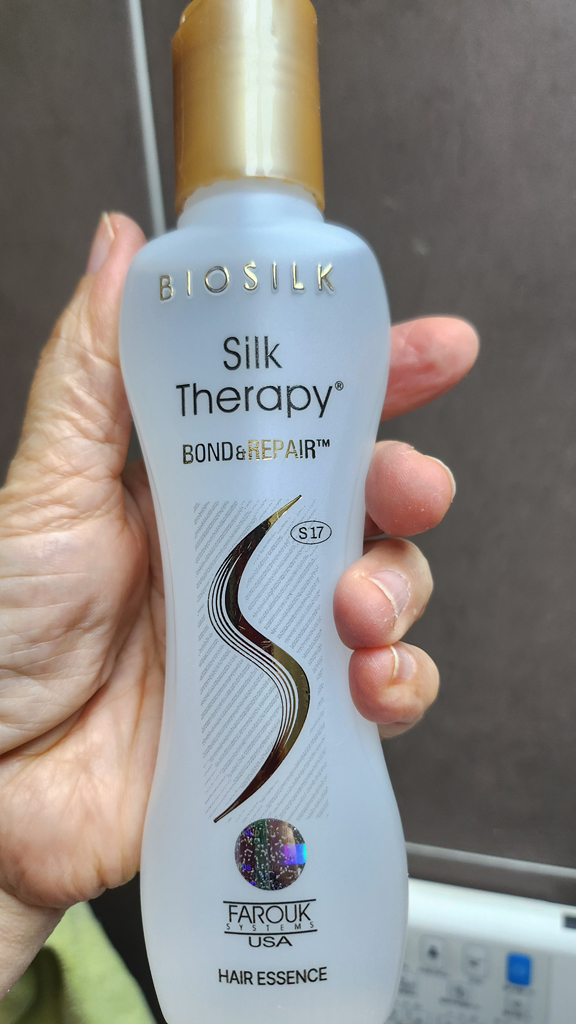 BIOSILK
Silk
Therapy®
BOND&REPAIR™
S17
FAROUK
SYSTEMS
USA
HAIR ESSENCE